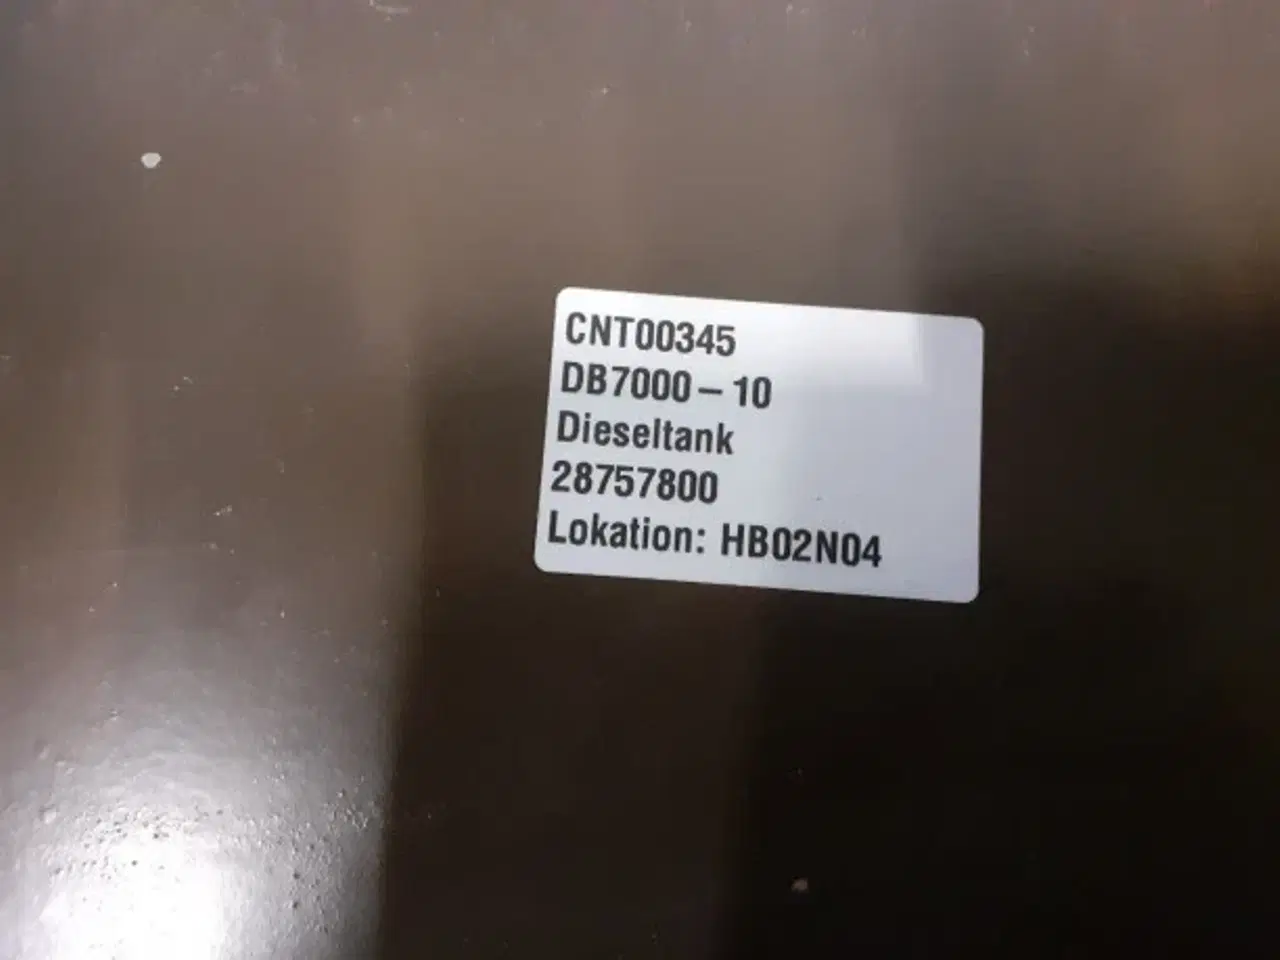 CNT00345
DB7000 – 10
Dieseltank
28757800
Lokation: HB02N04